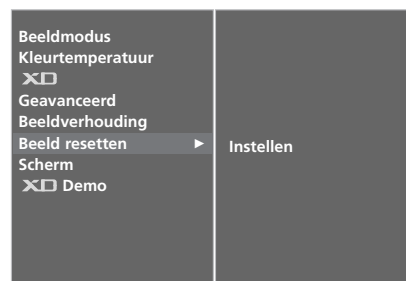 Beeldmodus
Kleurtemperatuur
XD
Geavanceerd
Beeldverhouding
Beeld resetten ►
Instellen
Scherm
XD Demo